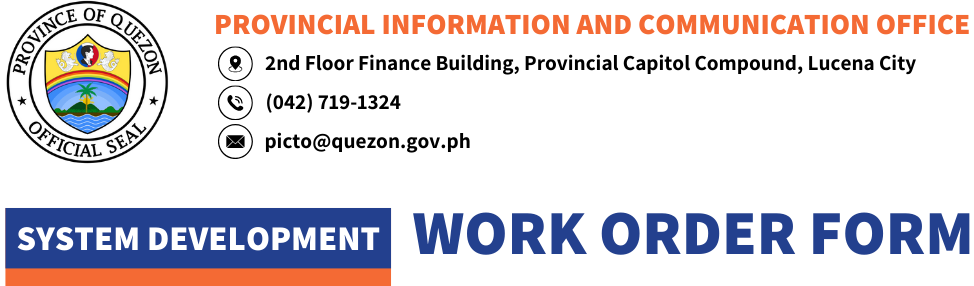 PROVINCE OF QUEZON
OFFICIAL SEAL
PROVINCIAL INFORMATION AND COMMUNICATION OFFICE
2nd Floor Finance Building, Provincial Capitol Compound, Lucena City
(042) 719-1324
picto@quezon.gov.ph
SYSTEM DEVELOPMENT
WORK ORDER FORM